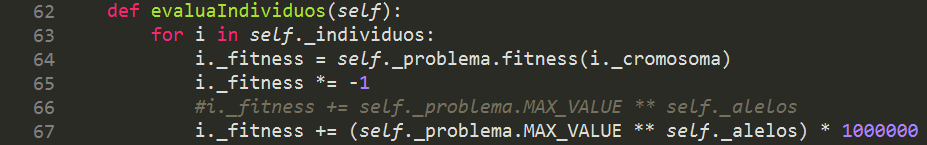 62 def evaluaIndividuos(self):
63 for i in self._individuos:
64 i._fitness = self._problema.fitness(i._cromosoma)
65 i._fitness *= -1
66 #i._fitness += self._problema.MAX_VALUE ** self._alelos
67 i._fitness += (self._problema.MAX_VALUE ** self._alelos) * 1000000